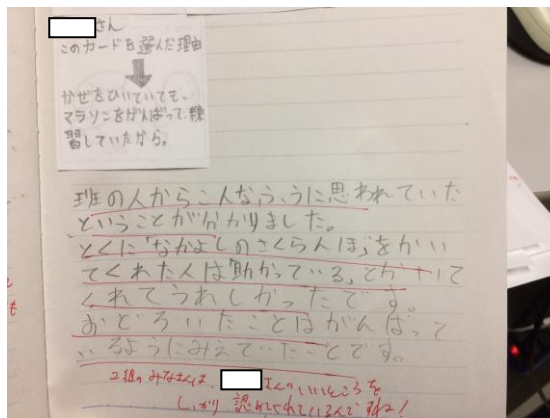 さん
このカードを選んだ理由
かぜをひいていても、
マラソンをがんばって、練
習していたから。
班の人からこんなふうに思われていた
ということが分かりました。
とくに「なかよしのさくらんぼ」をかい
てくれた人は「助かっている」とかいて
くれてうれしかったです。
おどろいたことはがんばって
いるようにみえていたことです。
2組のみなさんは、さんのいいところを
しっかり認めてくれているんですね!